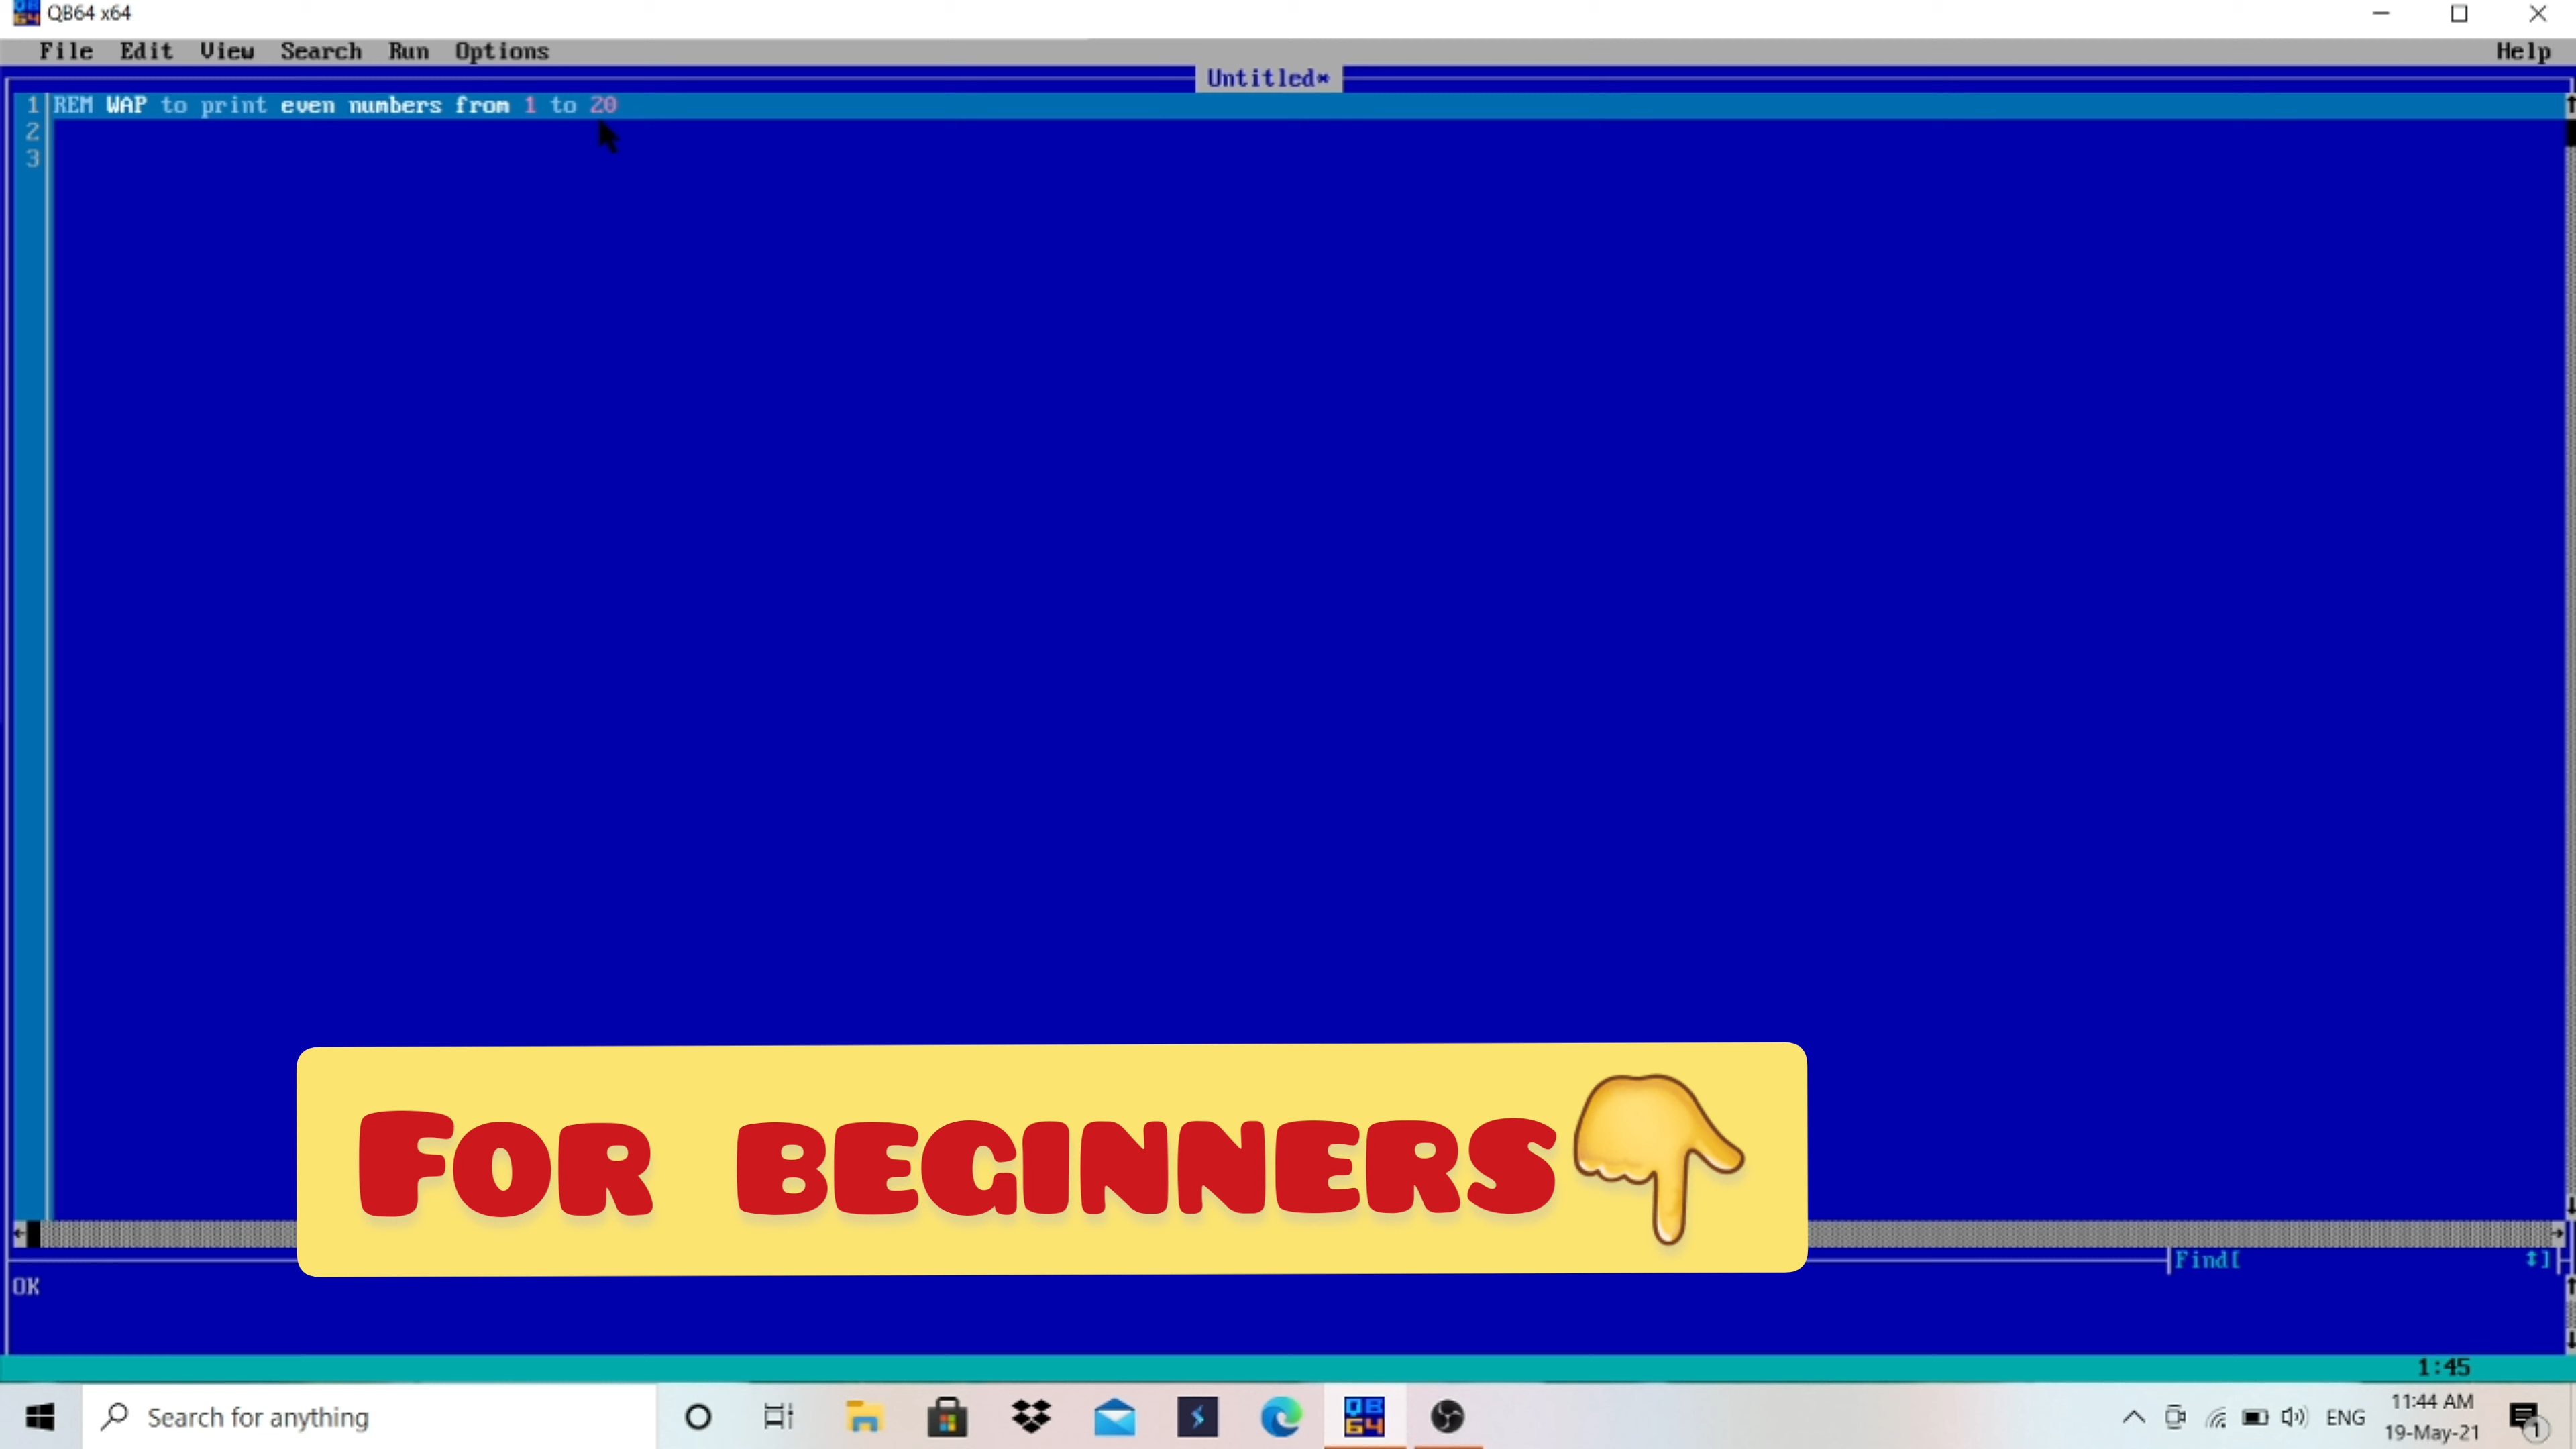 QB64 x64
File Edit View Search Run Options Help
Untitled*
1 REM WAP to print even numbers from 1 to 20
2
3
For beginners
Find[ ]
OK
1:45
Search for anything
ENG
11:44 AM
19-May-21
1